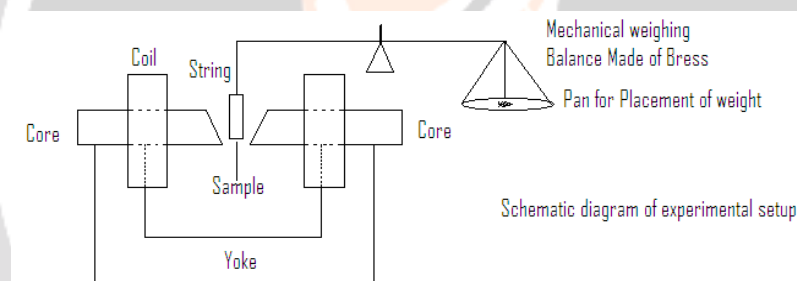 Mechanical weighing
Balance Made of Bress
Coil
String
Pan for Placement of weight
Core
Core
Sample
Schematic diagram of experimental setup
Yoke